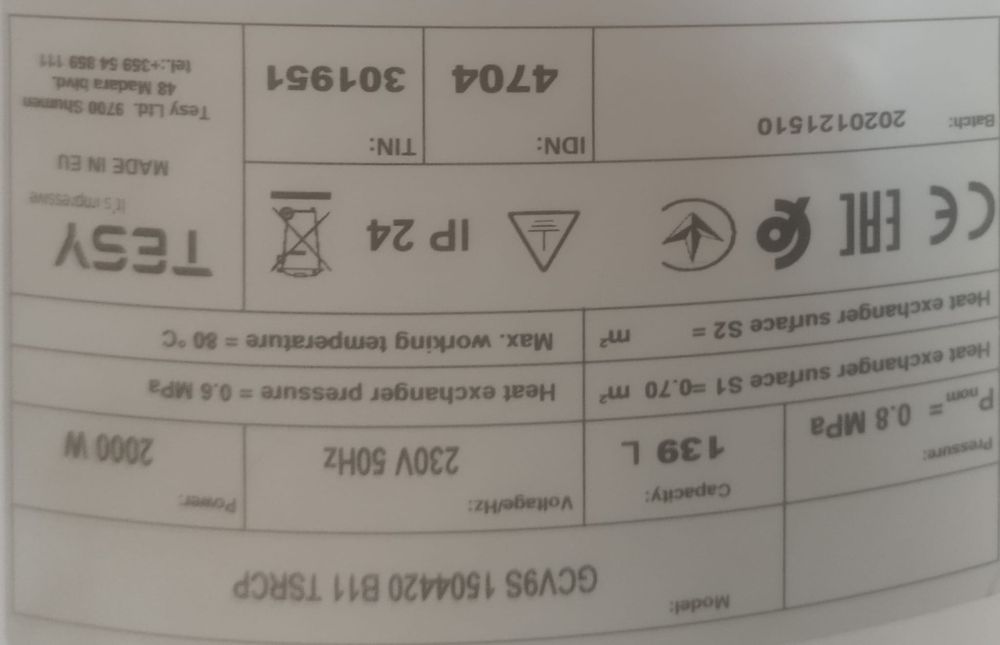 Model:
GCV9S 1504420 B11 TSRCP
Pressure:
Pnom = 0.8 MPa
Capacity:
139 L
Voltage/Hz:
230V 50Hz
Power:
2000 W
Heat exchanger surface S1 =0.70 m²
Heat exchanger pressure = 0.6 MPa
Heat exchanger surface S2 = m²
Max. working temperature = 80 °C
CE EAC
IP 24
TESY
It's impressive
MADE IN EU
Tesy Ltd. 9700 Shumen
48 Madara blvd.
tel.:+359 54 859 111
Batch: 2020121510
IDN:
4704
TIN:
301951